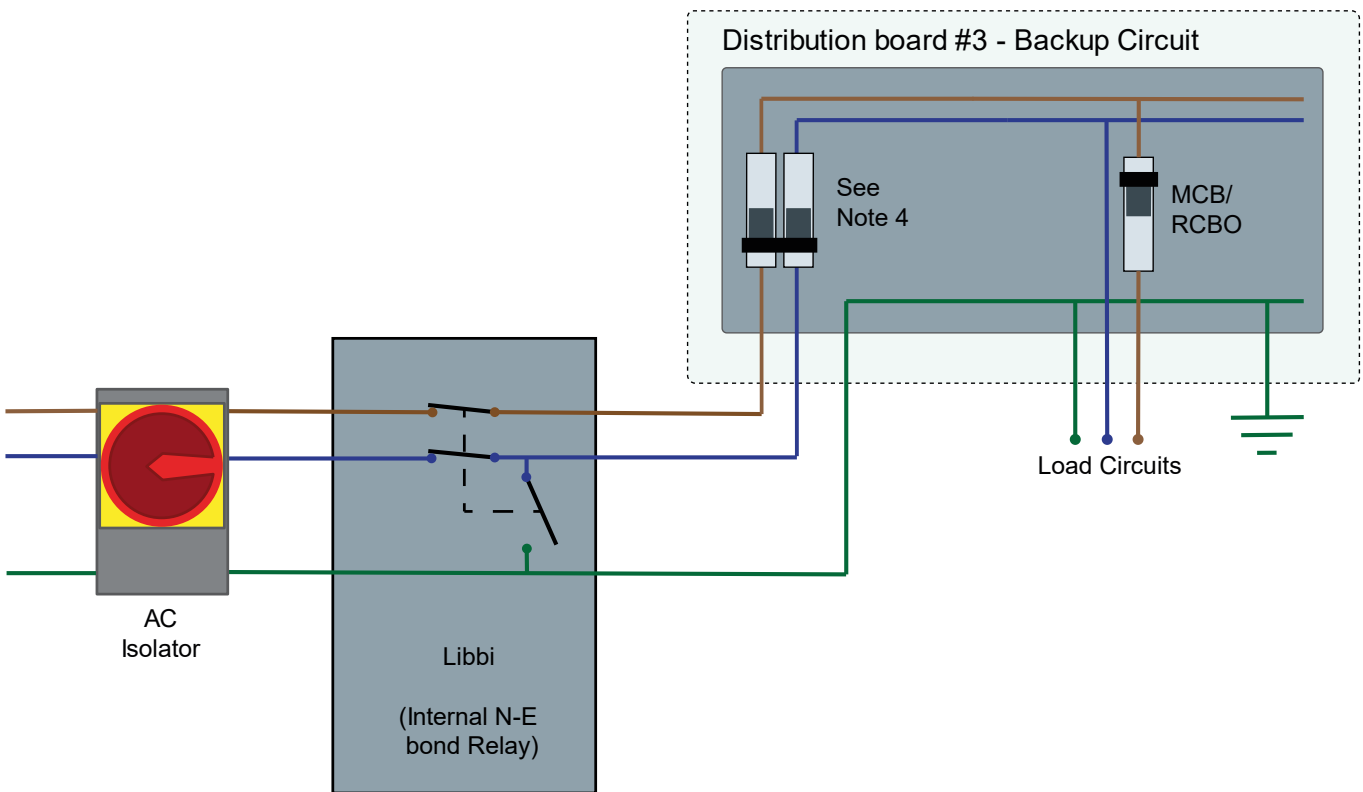 Distribution board #3 - Backup Circuit
See
Note 4
MCB/
RCBO
Load Circuits
AC
Isolator
Libbi
(Internal N-E
bond Relay)